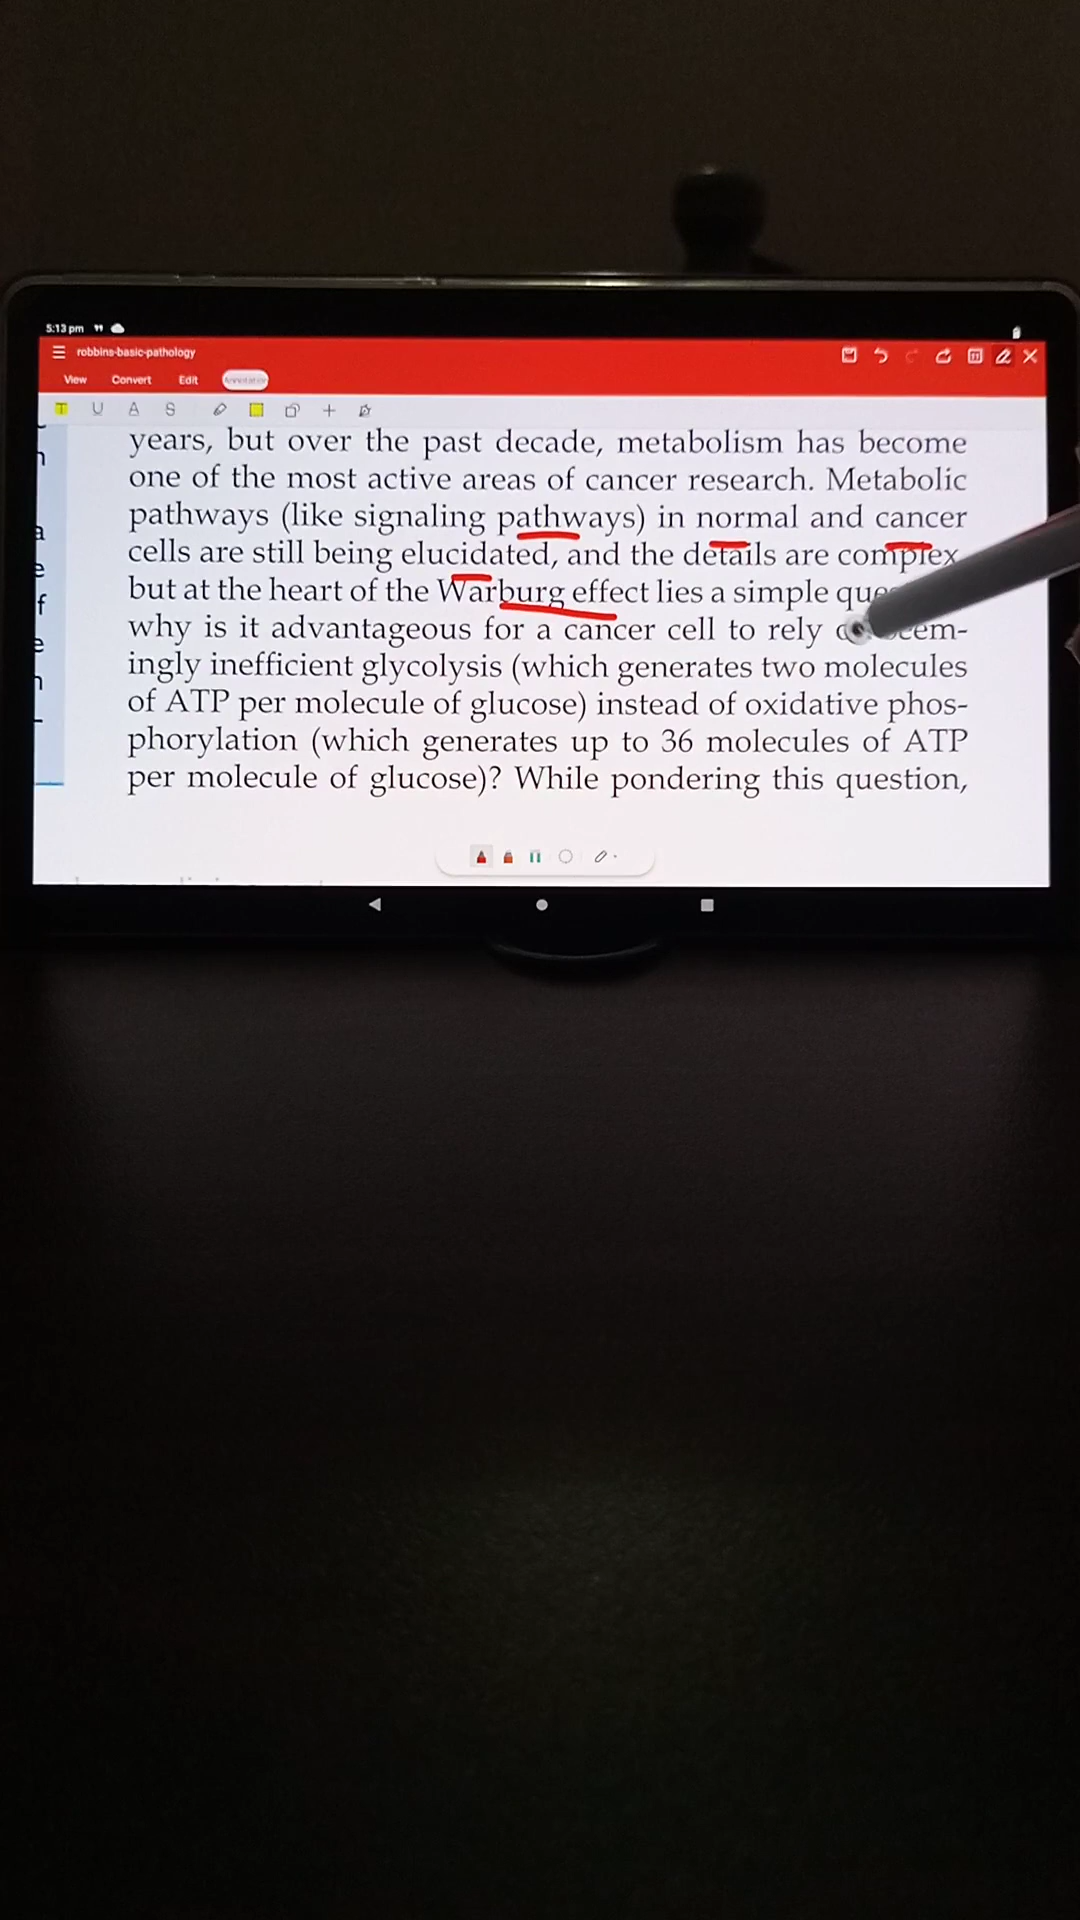 5:13 pm
robbins-basic-pathology
View Convert Edit Annotation
T U A S
years, but over the past decade, metabolism has become
one of the most active areas of cancer research. Metabolic
pathways (like signaling pathways) in normal and cancer
cells are still being elucidated, and the details are complex
but at the heart of the Warburg effect lies a simple
why is it advantageous for a cancer cell to rely
ingly inefficient glycolysis (which generates two molecules
of ATP per molecule of glucose) instead of oxidative phos-
phorylation (which generates up to 36 molecules of ATP
per molecule of glucose)? While pondering this question,